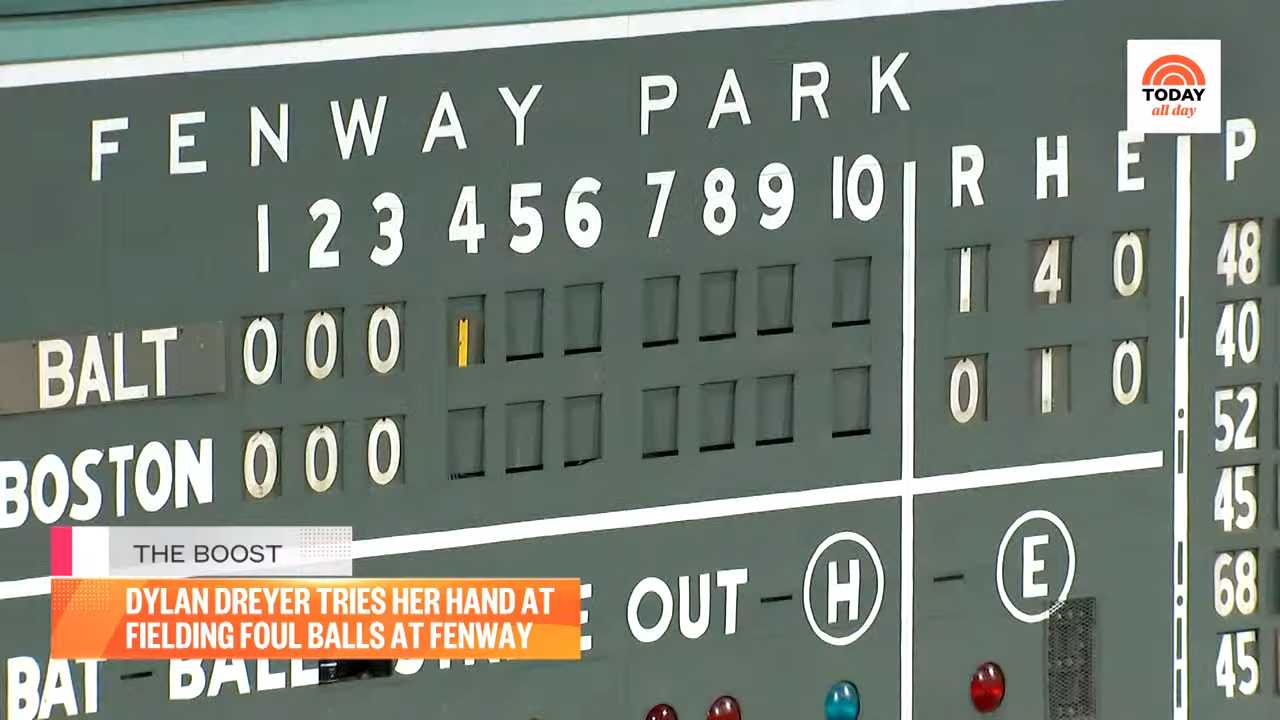 TODAY
all day
FENWAY PARK
1 2 3 4 5 6 7 8 9 10 R H E P
BALT 0 0 0 1 1 4 0 48
40
BOSTON 0 0 0 0 1 0 52
45
THE BOOST
DYLAN DREYER TRIES HER HAND AT
FIELDING FOUL BALLS AT FENWAY
E OUT - H - E 68
BAT - BALL 45